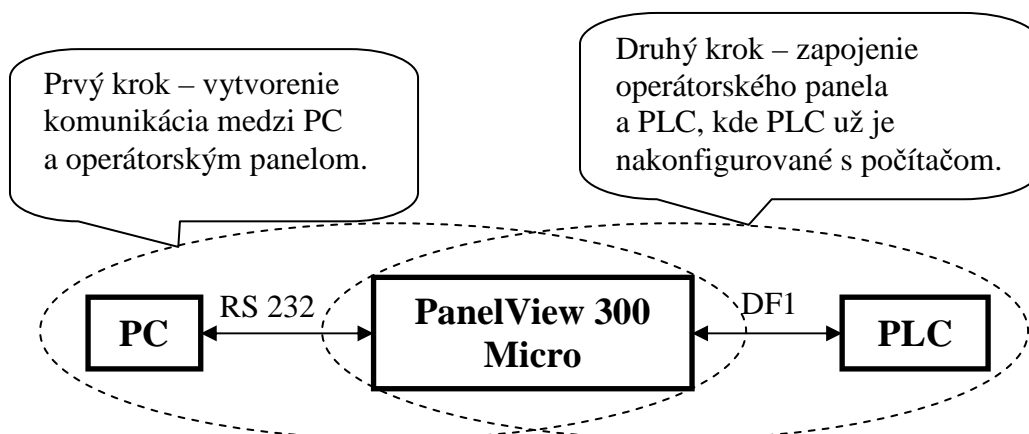 Prvý krok – vytvorenie
komunikácia medzi PC
a operátorským panelom.
Druhý krok – zapojenie
operátorského panela
a PLC, kde PLC už je
nakonfigurované s počítačom.
PC
RS 232
PanelView 300
Micro
DF1
PLC